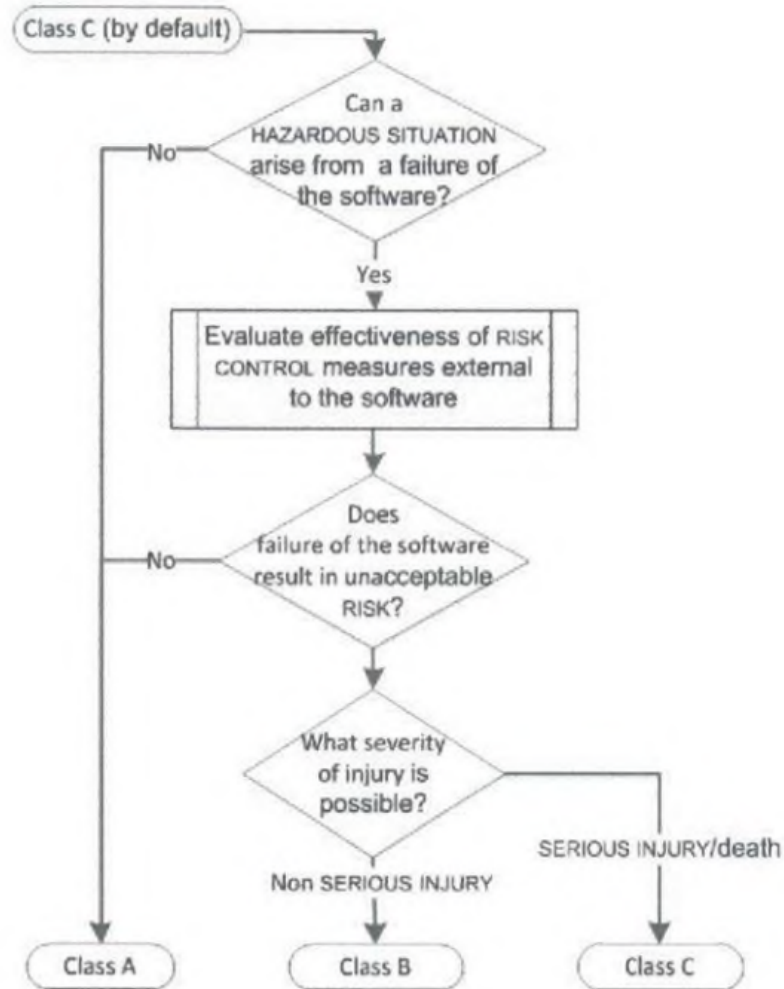 Class C (by default)
Can a
HAZARDOUS SITUATION
arise from a failure of
the software?
No
Yes
Evaluate effectiveness of RISK
CONTROL measures external
to the software
Does
failure of the software
result in unacceptable
RISK?
No
What severity
of injury is
possible?
SERIOUS INJURY/death
Non SERIOUS INJURY
Class A
Class B
Class C